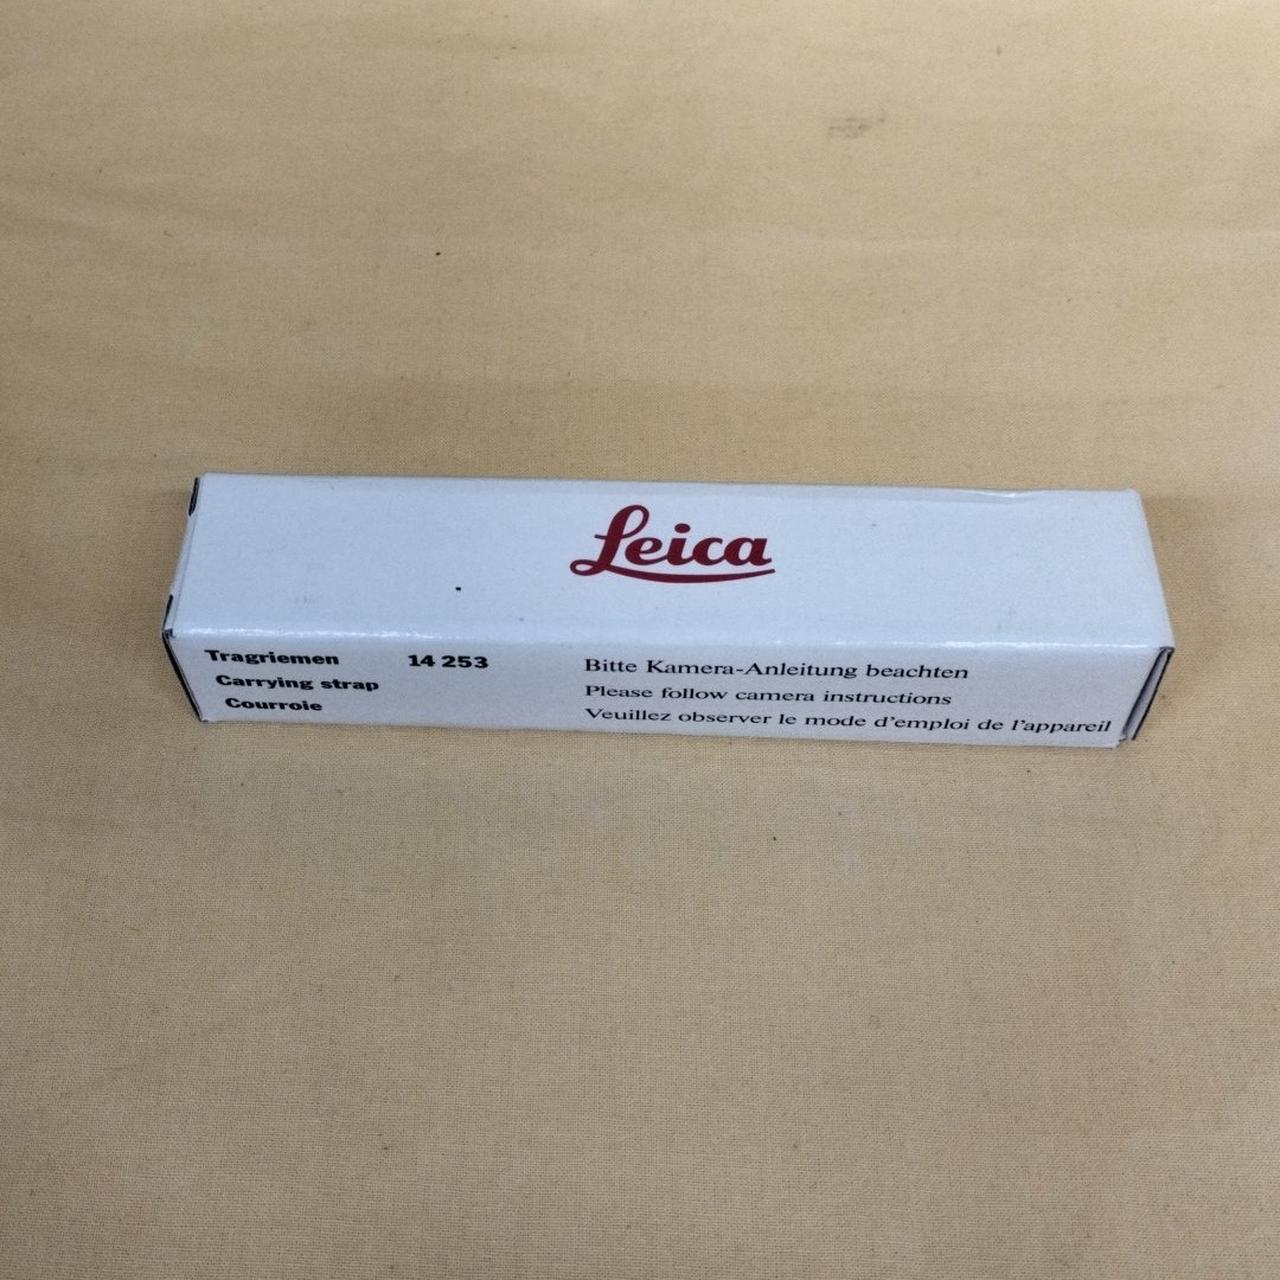 Leica
Tragriemen 14 253
Carrying strap
Courroie
Bitte Kamera-Anleitung beachten
Please follow camera instructions
Veuillez observer le mode d'emploi de l'appareil